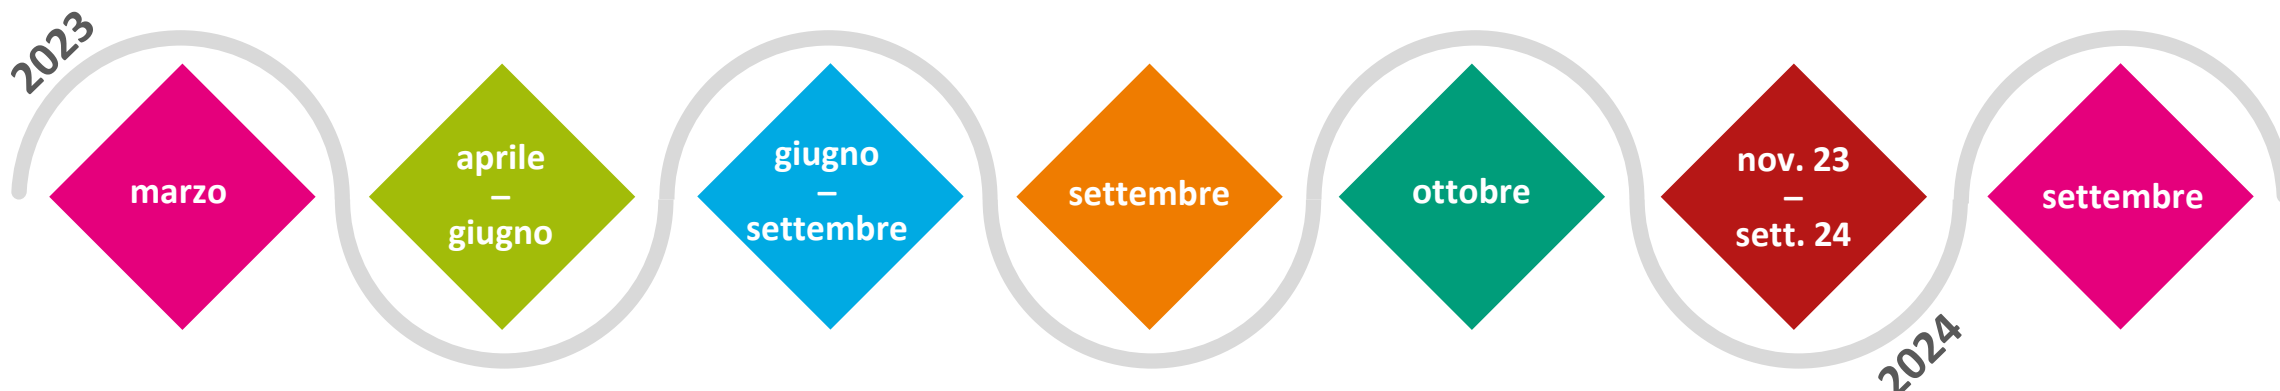 2023
marzo
aprile
–
giugno
giugno
–
settembre
settembre
ottobre
nov. 23
–
sett. 24
2024
settembre